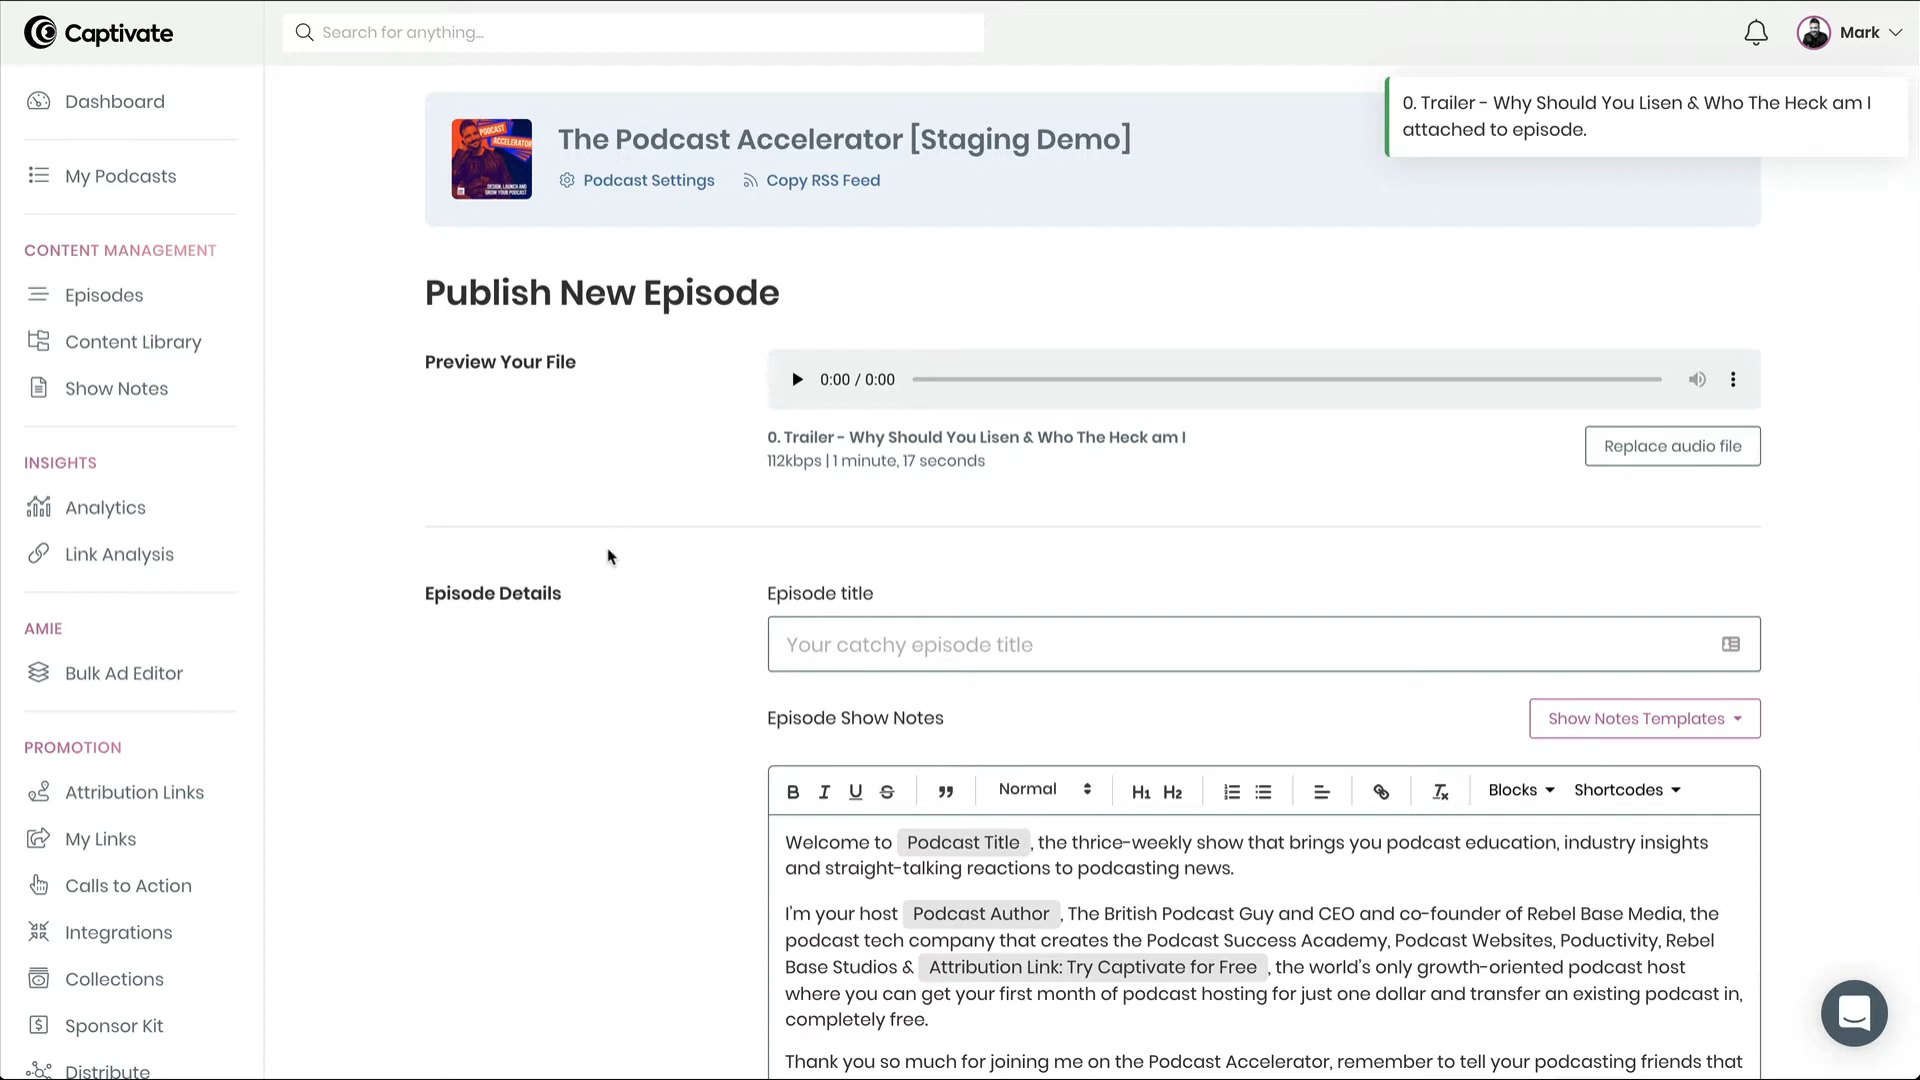 Captivate
Search for anything...
Mark
0. Trailer - Why Should You Lisen & Who The Heck am I
attached to episode.
Dashboard
My Podcasts
CONTENT MANAGEMENT
Episodes
Content Library
Show Notes
INSIGHTS
Analytics
Link Analysis
AMIE
Bulk Ad Editor
PROMOTION
Attribution Links
My Links
Calls to Action
Integrations
Collections
Sponsor Kit
Distribute
PODCAST
ACCELERATOR
DESIGN, LAUNCH AND
GROW YOUR PODCAST
The Podcast Accelerator [Staging Demo]
Podcast Settings
Copy RSS Feed
Publish New Episode
Preview Your File
0:00 / 0:00
0. Trailer - Why Should You Lisen & Who The Heck am I
112kbps | 1 minute, 17 seconds
Replace audio file
Episode Details
Episode title
Your catchy episode title
Episode Show Notes
Show Notes Templates
B I U S Normal H1 H2 Blocks Shortcodes
Welcome to Podcast Title , the thrice-weekly show that brings you podcast education, industry insights
and straight-talking reactions to podcasting news.
I'm your host Podcast Author , The British Podcast Guy and CEO and co-founder of Rebel Base Media, the
podcast tech company that creates the Podcast Success Academy, Podcast Websites, Poductivity, Rebel
Base Studios & Attribution Link: Try Captivate for Free , the world's only growth-oriented podcast host
where you can get your first month of podcast hosting for just one dollar and transfer an existing podcast in,
completely free.
Thank you so much for joining me on the Podcast Accelerator, remember to tell your podcasting friends that